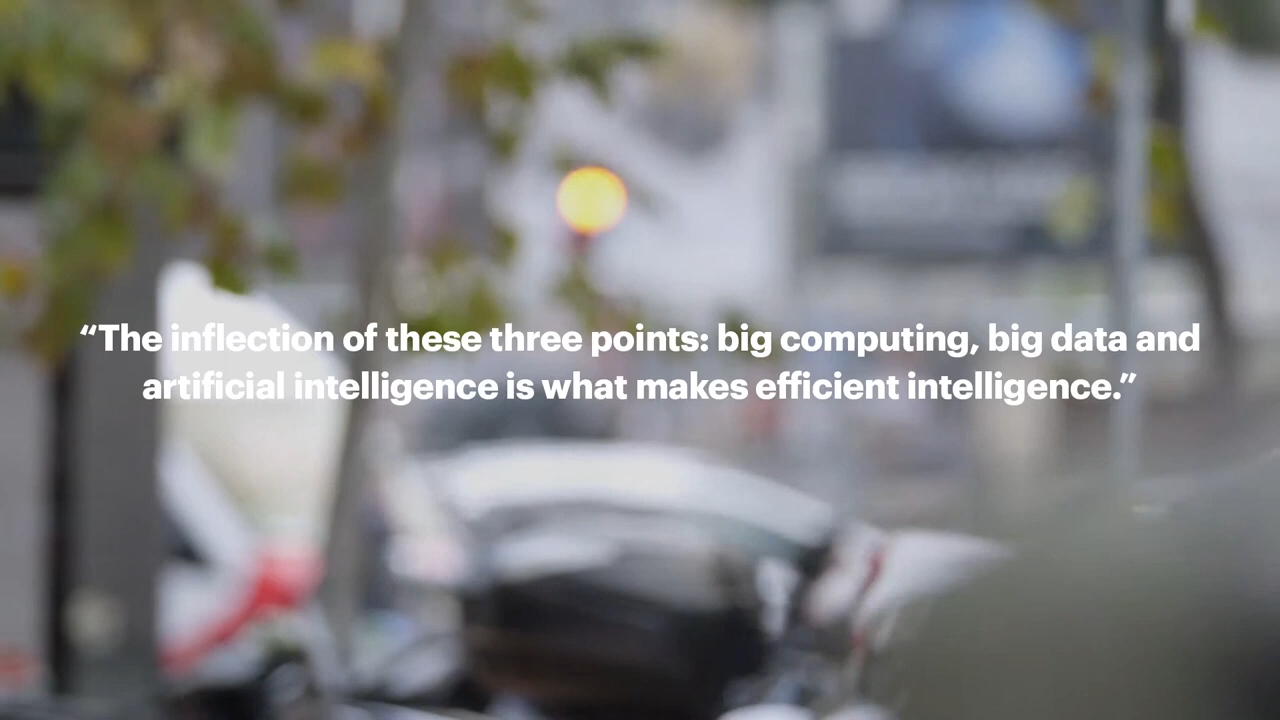 “The inflection of these three points: big computing, big data and
artificial intelligence is what makes efficient intelligence.”